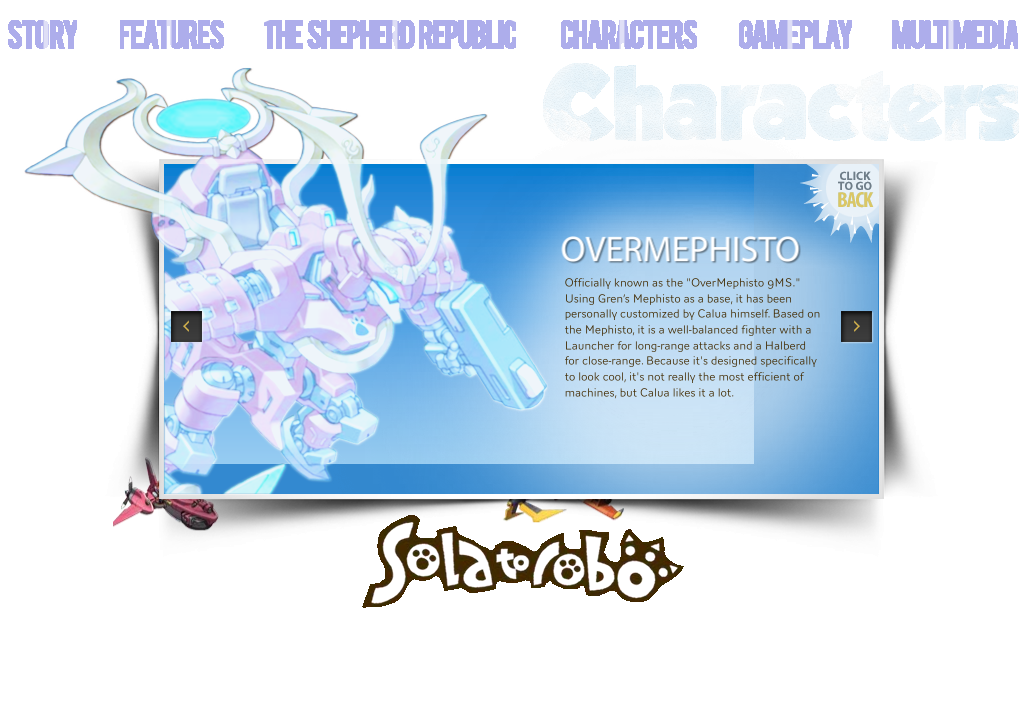 STORY
FEATURES
THE SHEPHERD REPUBLIC
CHARACTERS
GAMEPLAY
MULTIMEDIA
Characters
CLICK
TO GO
BACK
OVERMEPHISTO
Officially known as the "OverMephisto 9MS."
Using Gren's Mephisto as a base, it has been
personally customized by Calua himself. Based on
the Mephisto, it is a well-balanced fighter with a
Launcher for long-range attacks and a Halberd
for close-range. Because it's designed specifically
to look cool, it's not really the most efficient of
machines, but Calua likes it a lot.
Solatorobo